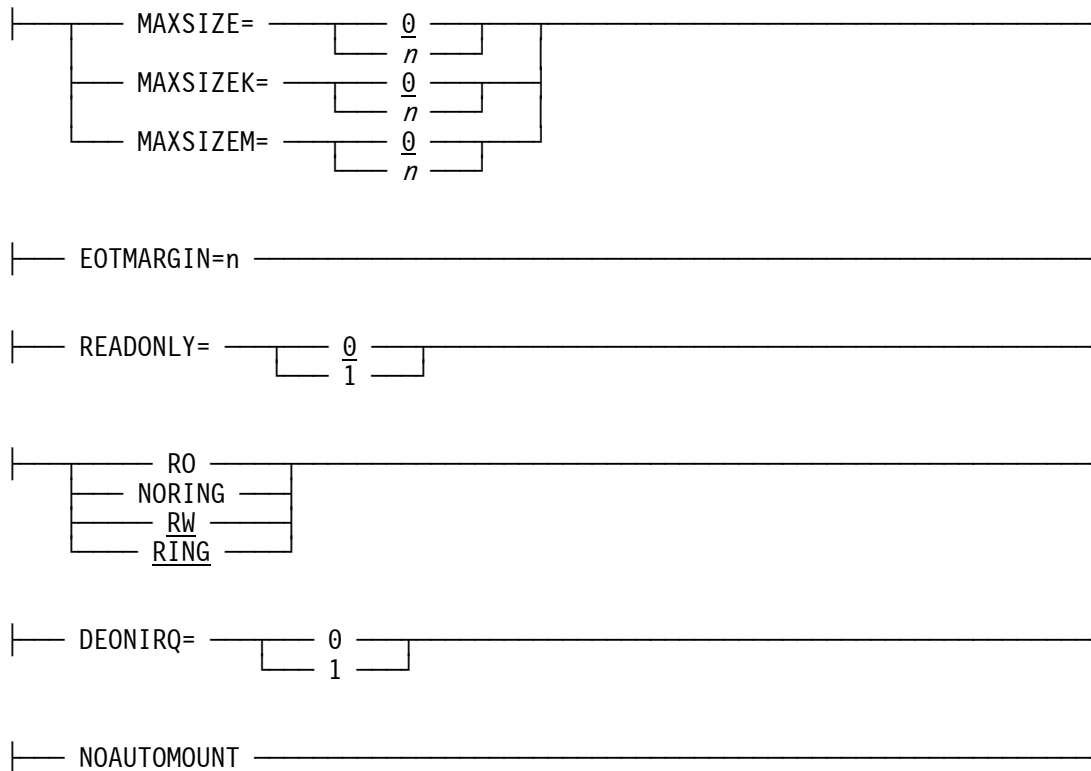 MAXSIZE= 0
n
MAXSIZEK= 0
n
MAXSIZEM= 0
n
EOTMARGIN=n
READONLY= 0
1
RO
NORING
RW
RING
DEONIRQ= 0
1
NOAUTOMOUNT